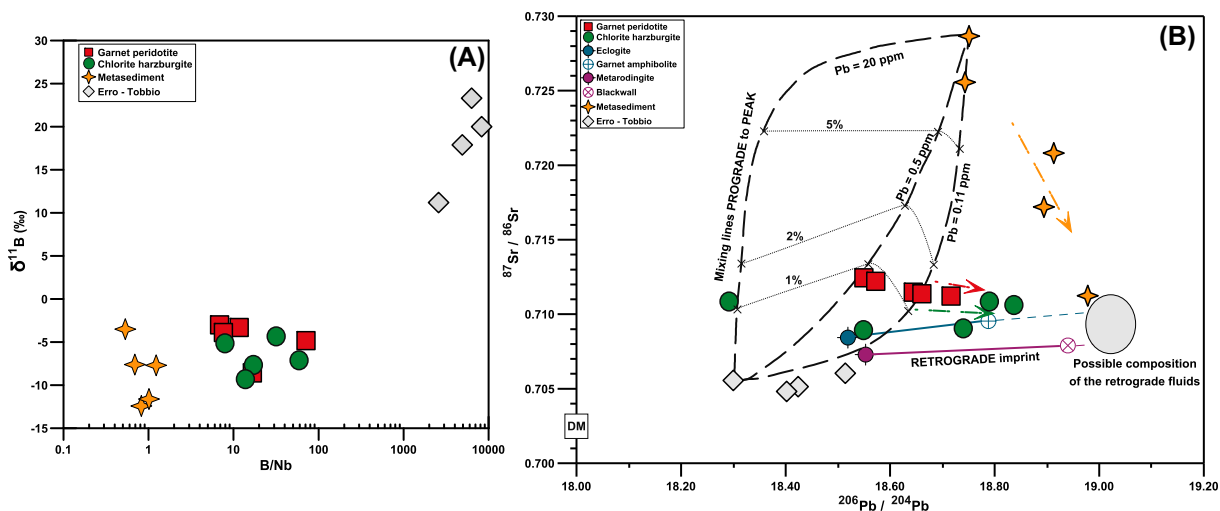 (A)
Garnet peridotite
Chlorite harzburgite
Metasediment
Erro - Tobbio
30
25
20
15
10
5
0
-5
-10
-15
δ11B (‰)
0.1
1
10
100
1000
10000
B/Nb
(B)
Garnet peridotite
Chlorite harzburgite
Eclogite
Garnet amphibolite
Metarodingite
Blackwall
Metasediment
Erro - Tobbio
0.730
0.725
0.720
0.715
0.710
0.705
0.700
87Sr / 86Sr
Mixing lines PROGRADE to PEAK
Pb = 20 ppm
Pb = 0.5 ppm
Pb = 0.11 ppm
5%
2%
1%
RETROGRADE imprint
Possible composition
of the retrograde fluids
DM
18.00
18.20
18.40
18.60
18.80
19.00
19.20
206Pb / 204Pb